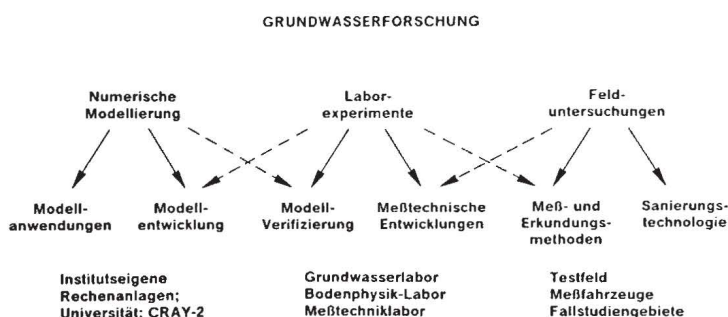 GRUNDWASSERFORSCHUNG
Numerische
Modellierung
Labor-
experimente
Feld-
untersuchungen
Modell-
anwendungen
Modell-
entwicklung
Modell-
Verifizierung
Meßtechnische
Entwicklungen
Meß- und
Erkundungs-
methoden
Sanierungs-
technologie
Institutseigene
Rechenanlagen;
Universität: CRAY-2
Grundwasserlabor
Bodenphysik-Labor
Meßtechniklabor
Testfeld
Meßfahrzeuge
Fallstudiengebiete